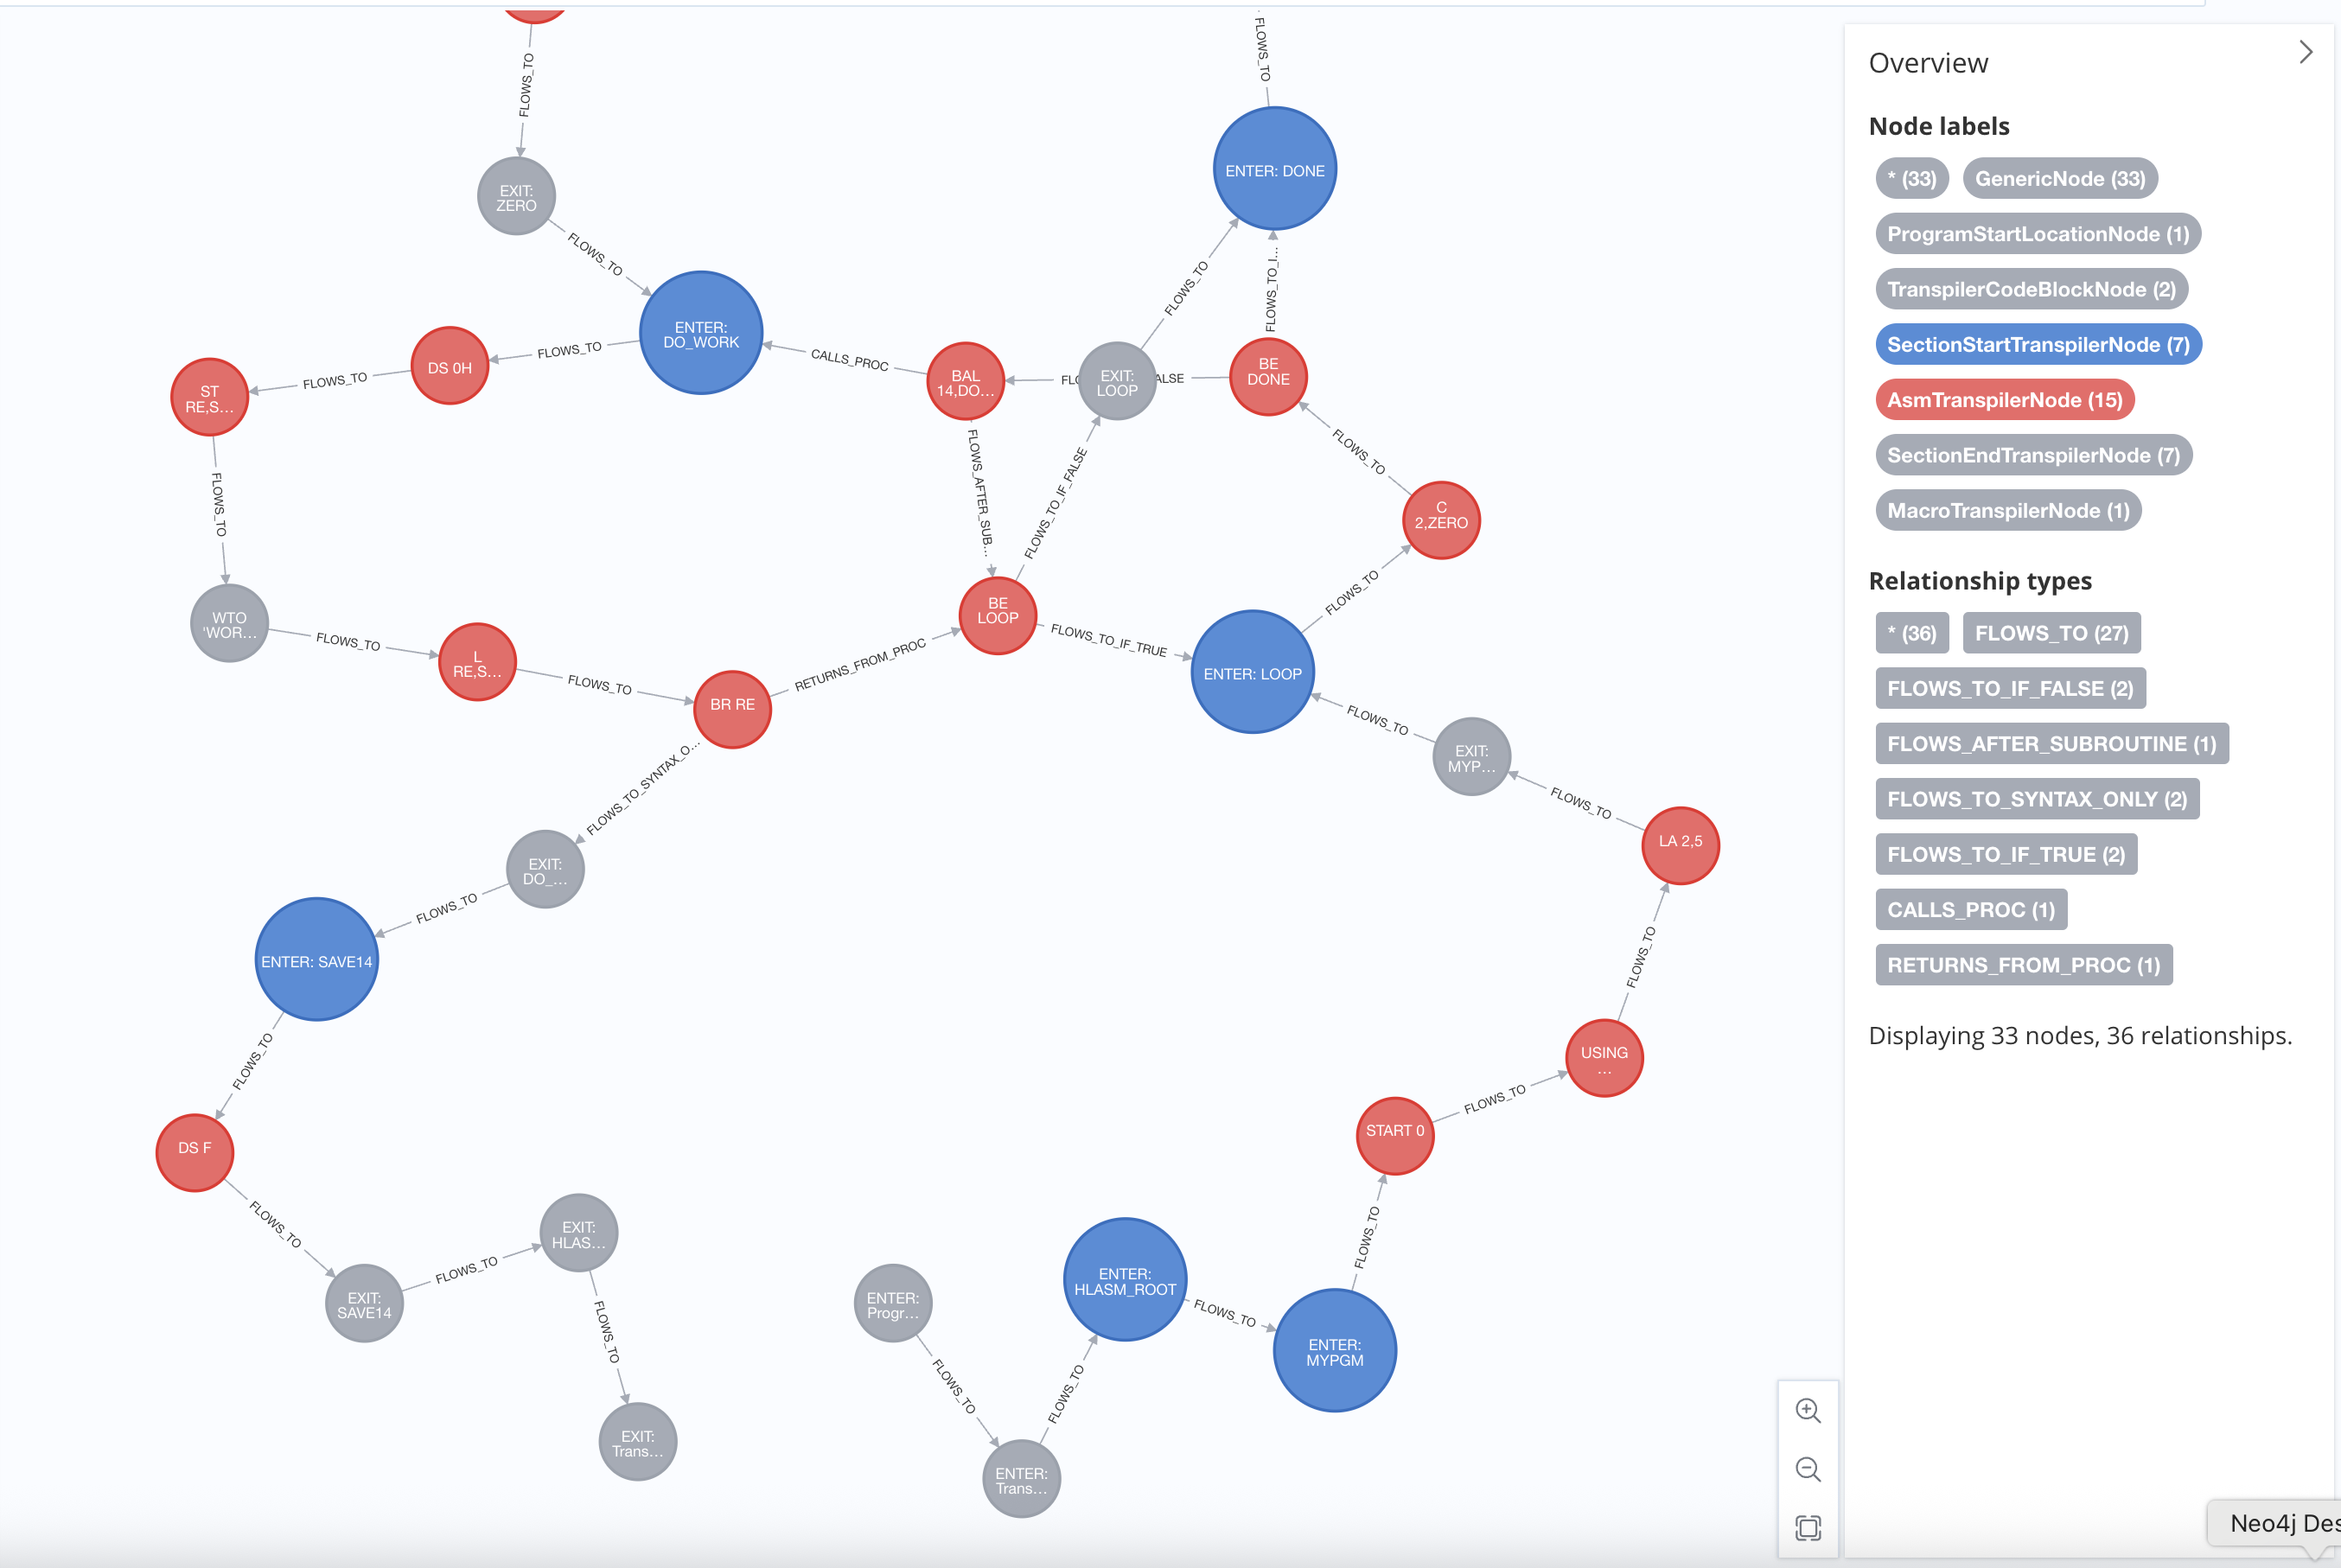 FLOWS_TO
FLOWS_TO
EXIT:
ZERO
FLOWS_TO
ENTER: DONE
ENTER:
DO_WORK
FLOWS_TO
FLOWS_TO_I...
FLOWS_TO
DS 0H
FLOWS_TO
ST
RE,S...
CALLS_PROC
BAL
14,DO...
FLO
EXIT:
LOOP
ALSE
BE
DONE
FLOWS_TO
FLOWS_TO
FLOWS_AFTER_SUB...
FLOWS_TO_IF_FALSE
C
2,ZERO
FLOWS_TO
WTO
'WOR...
FLOWS_TO
L
RE,S...
FLOWS_TO
BR RE
RETURNS_FROM_PROC
BE
LOOP
FLOWS_TO_IF_TRUE
ENTER: LOOP
FLOWS_TO
EXIT:
MYP...
FLOWS_TO
LA 2,5
FLOWS_TO_SYNTAX_O...
EXIT:
DO_...
FLOWS_TO
ENTER: SAVE14
FLOWS_TO
FLOWS_TO
USING
...
FLOWS_TO
START 0
DS F
FLOWS_TO
EXIT:
SAVE14
FLOWS_TO
EXIT:
HLAS...
FLOWS_TO
EXIT:
Trans...
FLOWS_TO
ENTER:
Progr...
FLOWS_TO
ENTER:
Trans...
FLOWS_TO
ENTER:
HLASM_ROOT
FLOWS_TO
ENTER:
MYPGM
Overview
Node labels
* (33) GenericNode (33)
ProgramStartLocationNode (1)
TranspilerCodeBlockNode (2)
SectionStartTranspilerNode (7)
AsmTranspilerNode (15)
SectionEndTranspilerNode (7)
MacroTranspilerNode (1)
Relationship types
* (36) FLOWS_TO (27)
FLOWS_TO_IF_FALSE (2)
FLOWS_AFTER_SUBROUTINE (1)
FLOWS_TO_SYNTAX_ONLY (2)
FLOWS_TO_IF_TRUE (2)
CALLS_PROC (1)
RETURNS_FROM_PROC (1)
Displaying 33 nodes, 36 relationships.
Neo4j Des